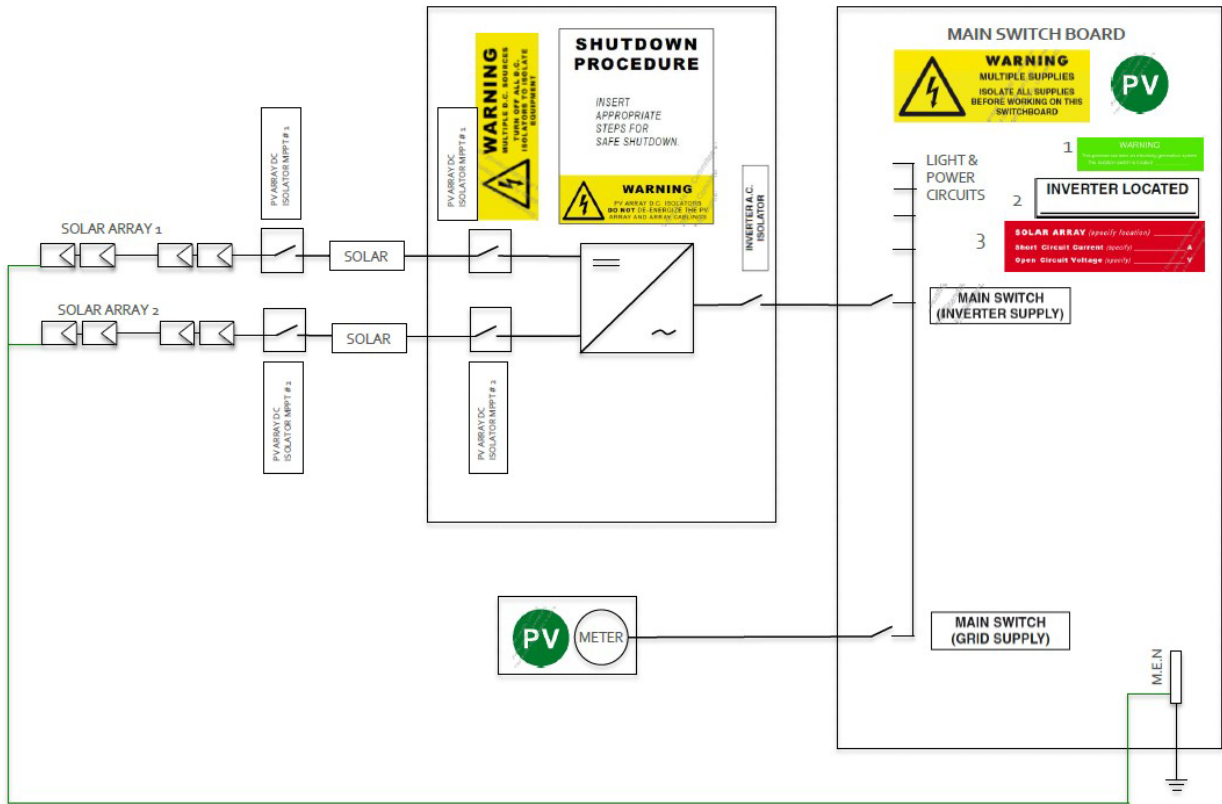 MAIN SWITCH BOARD
WARNING
MULTIPLE SUPPLIES
ISOLATE ALL SUPPLIES
BEFORE WORKING ON THIS
SWITCHBOARD
PV
WARNING
MULTIPLE D.C. SOURCES
TURN OFF ALL D.C.
ISOLATORS TO ISOLATE
EQUIPMENT
SHUTDOWN
PROCEDURE
INSERT
APPROPRIATE
STEPS FOR
SAFE SHUTDOWN.
WARNING
PV ARRAY D.C. ISOLATORS
DO NOT DE-ENERGIZE THE PV
ARRAY AND ARRAY CABLING
PV ARRAY DC
ISOLATOR MPPT # 1
PV ARRAY DC
ISOLATOR MPPT # 1
INVERTER A.C.
ISOLATOR
LIGHT &
POWER
CIRCUITS
1
WARNING
2
INVERTER LOCATED
3
SOLAR ARRAY (specify location)
Short Circuit Current (specify) A
Open Circuit Voltage (specify) V
SOLAR ARRAY 1
SOLAR
SOLAR ARRAY 2
SOLAR
MAIN SWITCH
(INVERTER SUPPLY)
PV ARRAY DC
ISOLATOR MPPT # 2
PV ARRAY DC
ISOLATOR MPPT # 2
PV
METER
MAIN SWITCH
(GRID SUPPLY)
M.E.N